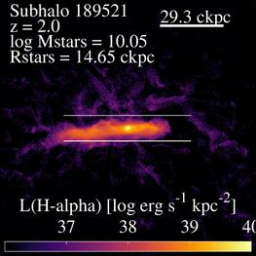 Subhalo 189521
29.3 ckpc
z = 2.0
log Mstars = 10.05
Rstars = 14.65 ckpc
L(H-alpha) [log erg s⁻¹ kpc⁻²]
37 38 39 40